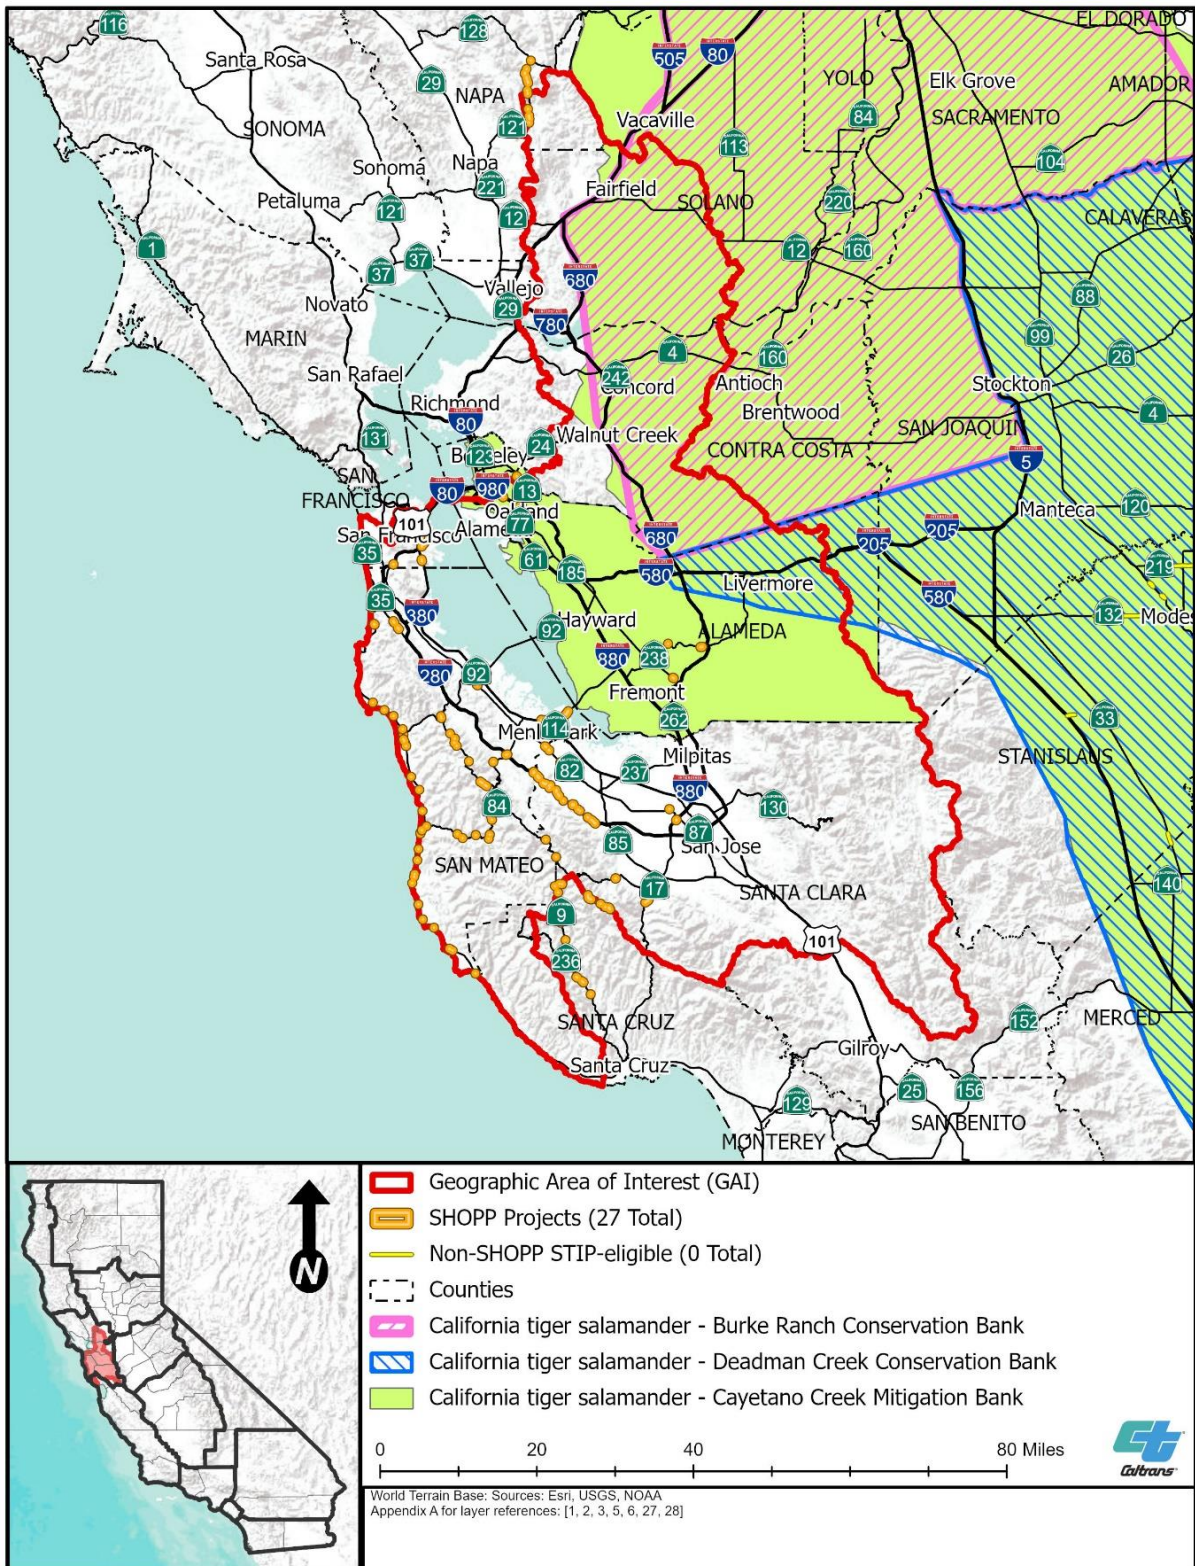 EL DORADO
116
128
505
80
Santa Rosa
29
NAPA
YOLO
Elk Grove
AMADOR
84
SACRAMENTO
SONOMA
121
Vacaville
113
104
Sonoma
Napa
221
Fairfield
SOLANO
220
Petaluma
121
12
CALAVERAS
1
37
37
680
12
160
Novato
Vallejo
29
780
88
MARIN
4
160
99
26
San Rafael
242
Concord
Antioch
Stockton
Richmond
80
Brentwood
4
131
123
Berkeley
24
Walnut Creek
CONTRA COSTA
SAN JOAQUIN
5
SAN
FRANCISCO
80
980
13
Oakland
Manteca
120
101
San Francisco
Alameda
77
35
61
185
680
580
205
205
219
Livermore
580
35
380
92
Hayward
ALAMEDA
132
Modes
280
92
880
238
Fremont
262
33
114
Menlo Park
Milpitas
STANISLAUS
82
237
880
84
130
87
85
San Jose
SAN MATEO
17
SANTA CLARA
140
9
101
236
SANTA CRUZ
152
MERCED
Gilroy
Santa Cruz
129
25
156
SAN BENITO
MONTEREY
N
Geographic Area of Interest (GAI)
SHOPP Projects (27 Total)
Non-SHOPP STIP-eligible (0 Total)
Counties
California tiger salamander - Burke Ranch Conservation Bank
California tiger salamander - Deadman Creek Conservation Bank
California tiger salamander - Cayetano Creek Mitigation Bank
0 20 40 80 Miles
Caltrans
World Terrain Base: Sources: Esri, USGS, NOAA
Appendix A for layer references: [1, 2, 3, 5, 6, 27, 28]